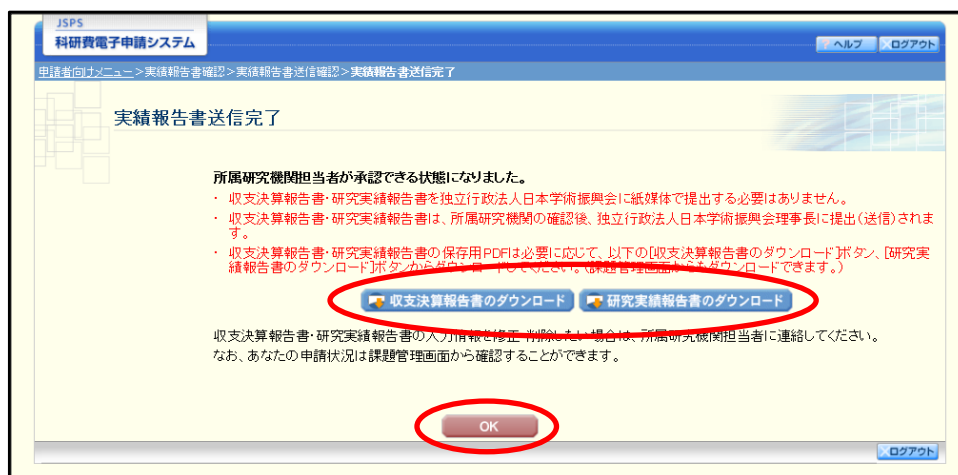 JSPS
科研費電子申請システム
ヘルプ ログアウト
申請者向けメニュー>実績報告書確認>実績報告書送信確認>実績報告書送信完了
実績報告書送信完了
所属研究機関担当者が承認できる状態になりました。
・ 収支決算報告書・研究実績報告書を独立行政法人日本学術振興会に紙媒体で提出する必要はありません。
・ 収支決算報告書・研究実績報告書は、所属研究機関の確認後、独立行政法人日本学術振興会理事長に提出(送信)されま
す。
・ 収支決算報告書・研究実績報告書の保存用PDFは必要に応じて、以下の[収支決算報告書のダウンロード]ボタン、[研究実
績報告書のダウンロード]ボタンからダウンロードしてください。(課題管理画面からもダウンロードできます。)
収支決算報告書のダウンロード 研究実績報告書のダウンロード
収支決算報告書・研究実績報告書の入力情報を修正・削除したい場合は、所属研究機関担当者に連絡してください。
なお、あなたの申請状況は課題管理画面から確認することができます。
OK
ログアウト